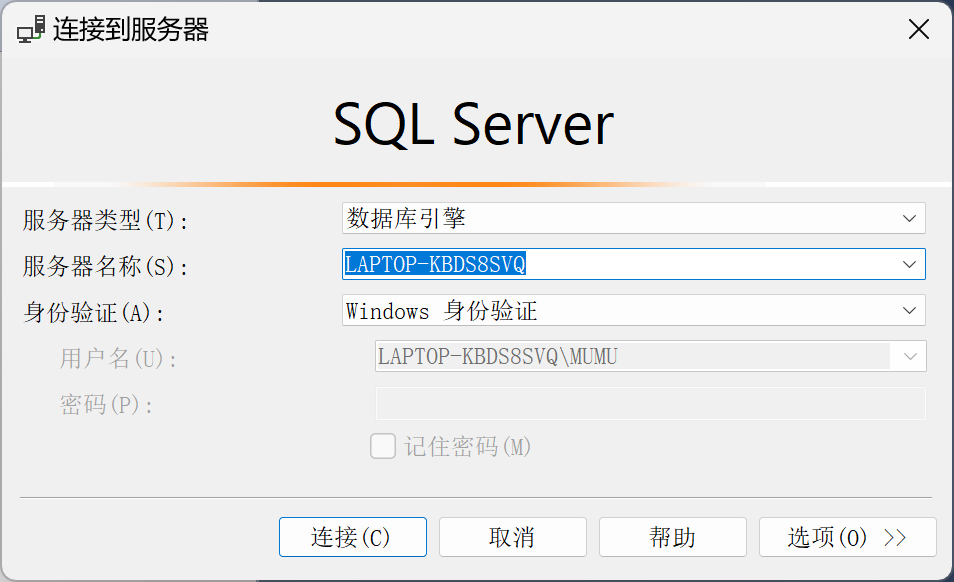 连接到服务器
SQL Server
服务器类型(T): 数据库引擎
服务器名称(S): LAPTOP-KBDS8SVQ
身份验证(A): Windows 身份验证
用户名(U): LAPTOP-KBDS8SVQ\MUMU
密码(P):
记住密码(M)
连接(C) 取消 帮助 选项(O) >>